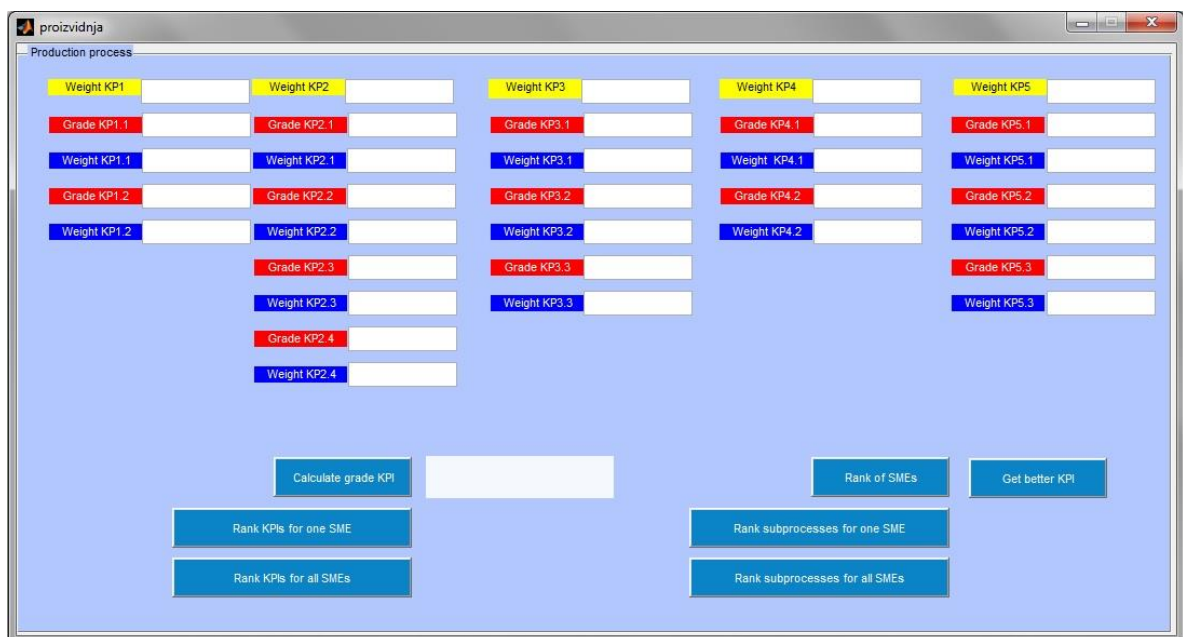 proizvidnja
Production process
Weight KP1 Weight KP2 Weight KP3 Weight KP4 Weight KP5
Grade KP1.1 Grade KP2.1 Grade KP3.1 Grade KP4.1 Grade KP5.1
Weight KP1.1 Weight KP2.1 Weight KP3.1 Weight KP4.1 Weight KP5.1
Grade KP1.2 Grade KP2.2 Grade KP3.2 Grade KP4.2 Grade KP5.2
Weight KP1.2 Weight KP2.2 Weight KP3.2 Weight KP4.2 Weight KP5.2
Grade KP2.3 Grade KP3.3 Grade KP5.3
Weight KP2.3 Weight KP3.3 Weight KP5.3
Grade KP2.4
Weight KP2.4
Calculate grade KPI Rank of SMEs Get better KPI
Rank KPIs for one SME Rank subprocesses for one SME
Rank KPIs for all SMEs Rank subprocesses for all SMEs